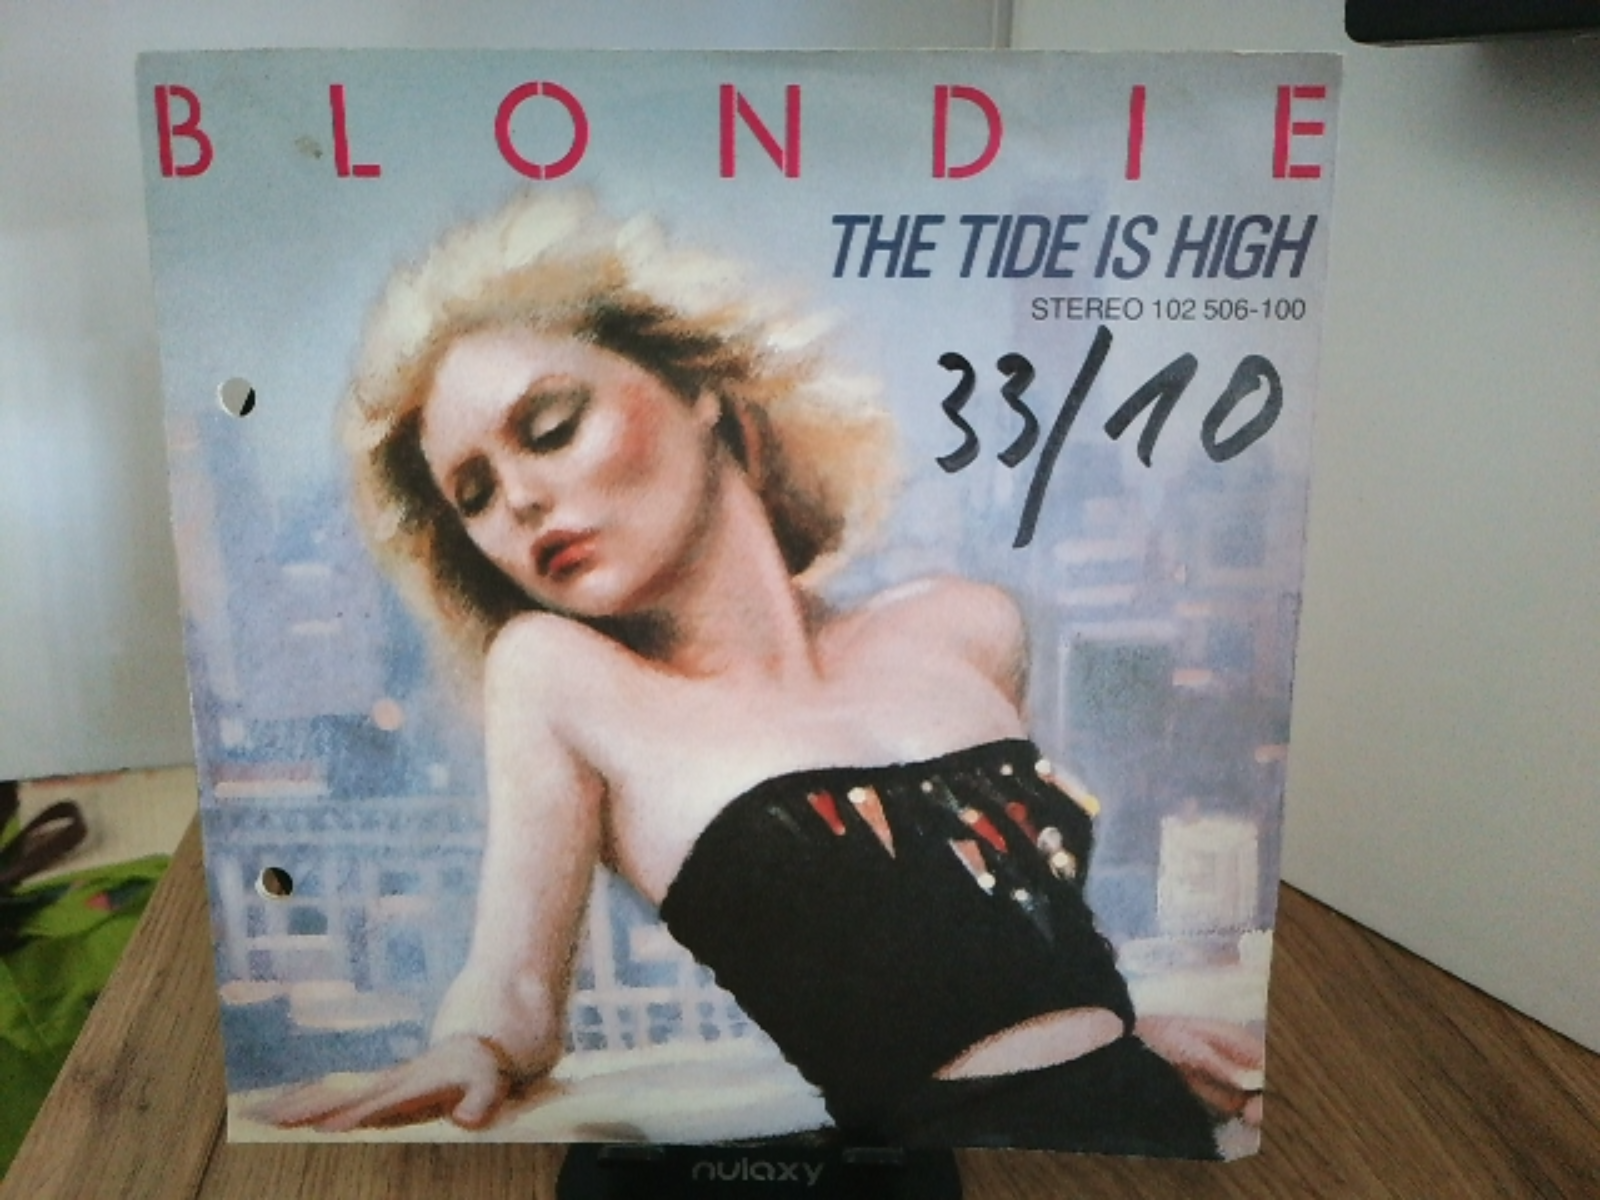 BLONDIE
THE TIDE IS HIGH
STEREO 102 506-100
33/10
nulaxy